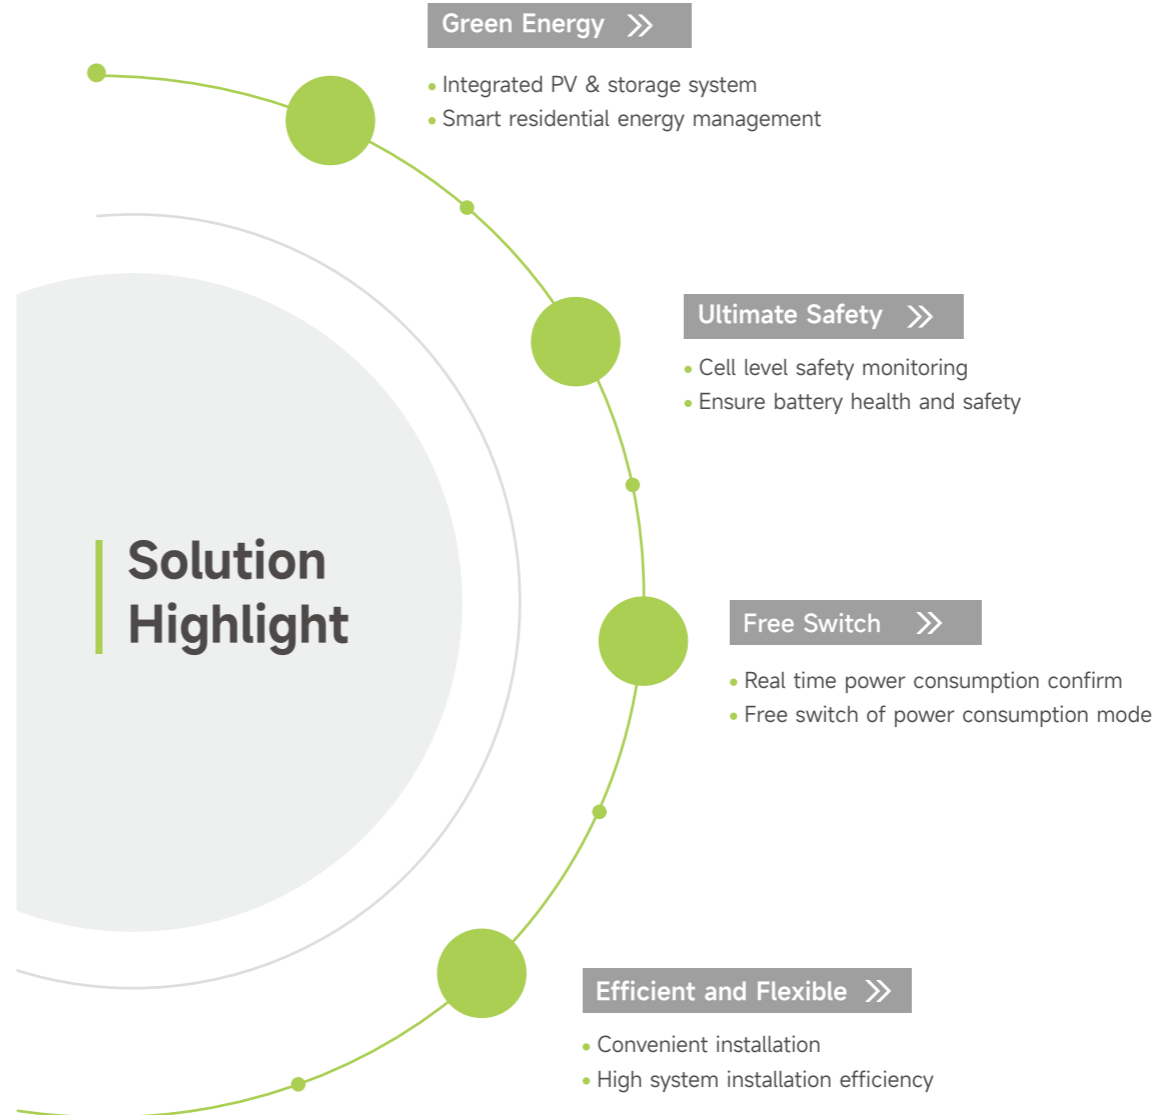 Green Energy
Integrated PV & storage system
Smart residential energy management
Ultimate Safety
Cell level safety monitoring
Ensure battery health and safety
Solution
Highlight
Free Switch
Real time power consumption confirm
Free switch of power consumption mode
Efficient and Flexible
Convenient installation
High system installation efficiency